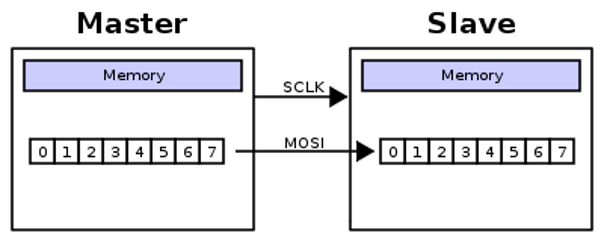 Master Slave
Memory Memory
SCLK
MOSI
0 1 2 3 4 5 6 7 0 1 2 3 4 5 6 7